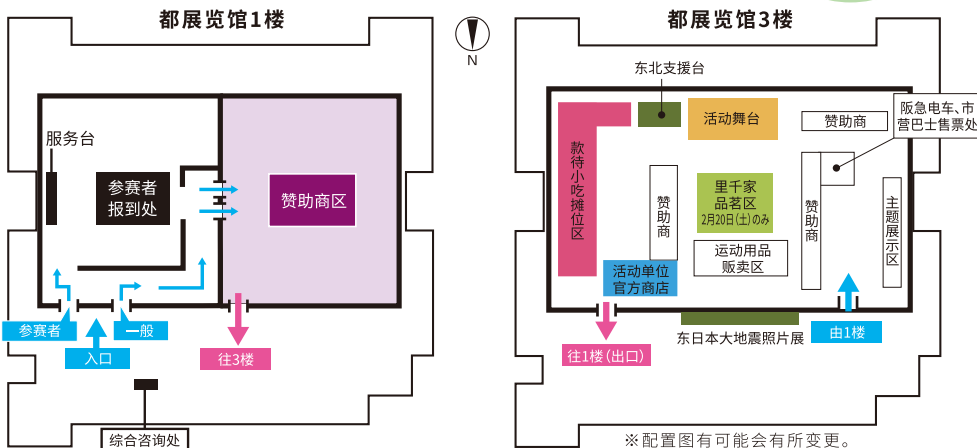 都展览馆1楼
服务台
参赛者
报到处
赞助商区
参赛者
一般
入口
往3楼
综合咨询处
N
都展览馆3楼
东北支援台
活动舞台
赞助商
阪急电车、市
营巴士售票处
款待小吃摊位区
赞助商
里千家
品茗区
2月20日(土)のみ
赞助商
主题展示区
运动用品
贩卖区
活动单位
官方商店
往1楼(出口)
东日本大地震照片展
由1楼
※配置图有可能会有所变更。